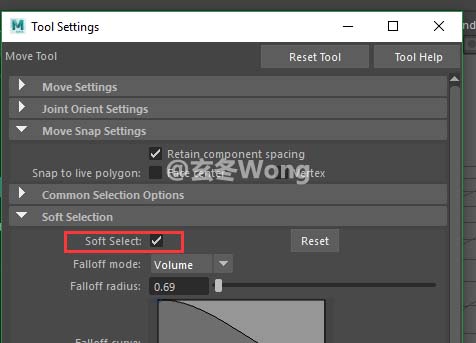 Tool Settings
Move Tool
Reset Tool
Tool Help
Move Settings
Joint Orient Settings
Move Snap Settings
Retain component spacing
Snap to live polygon: Face center Vertex
@玄冬Wong
Common Selection Options
Soft Selection
Soft Select:
Reset
Falloff mode: Volume
Falloff radius: 0.69
Falloff curve: